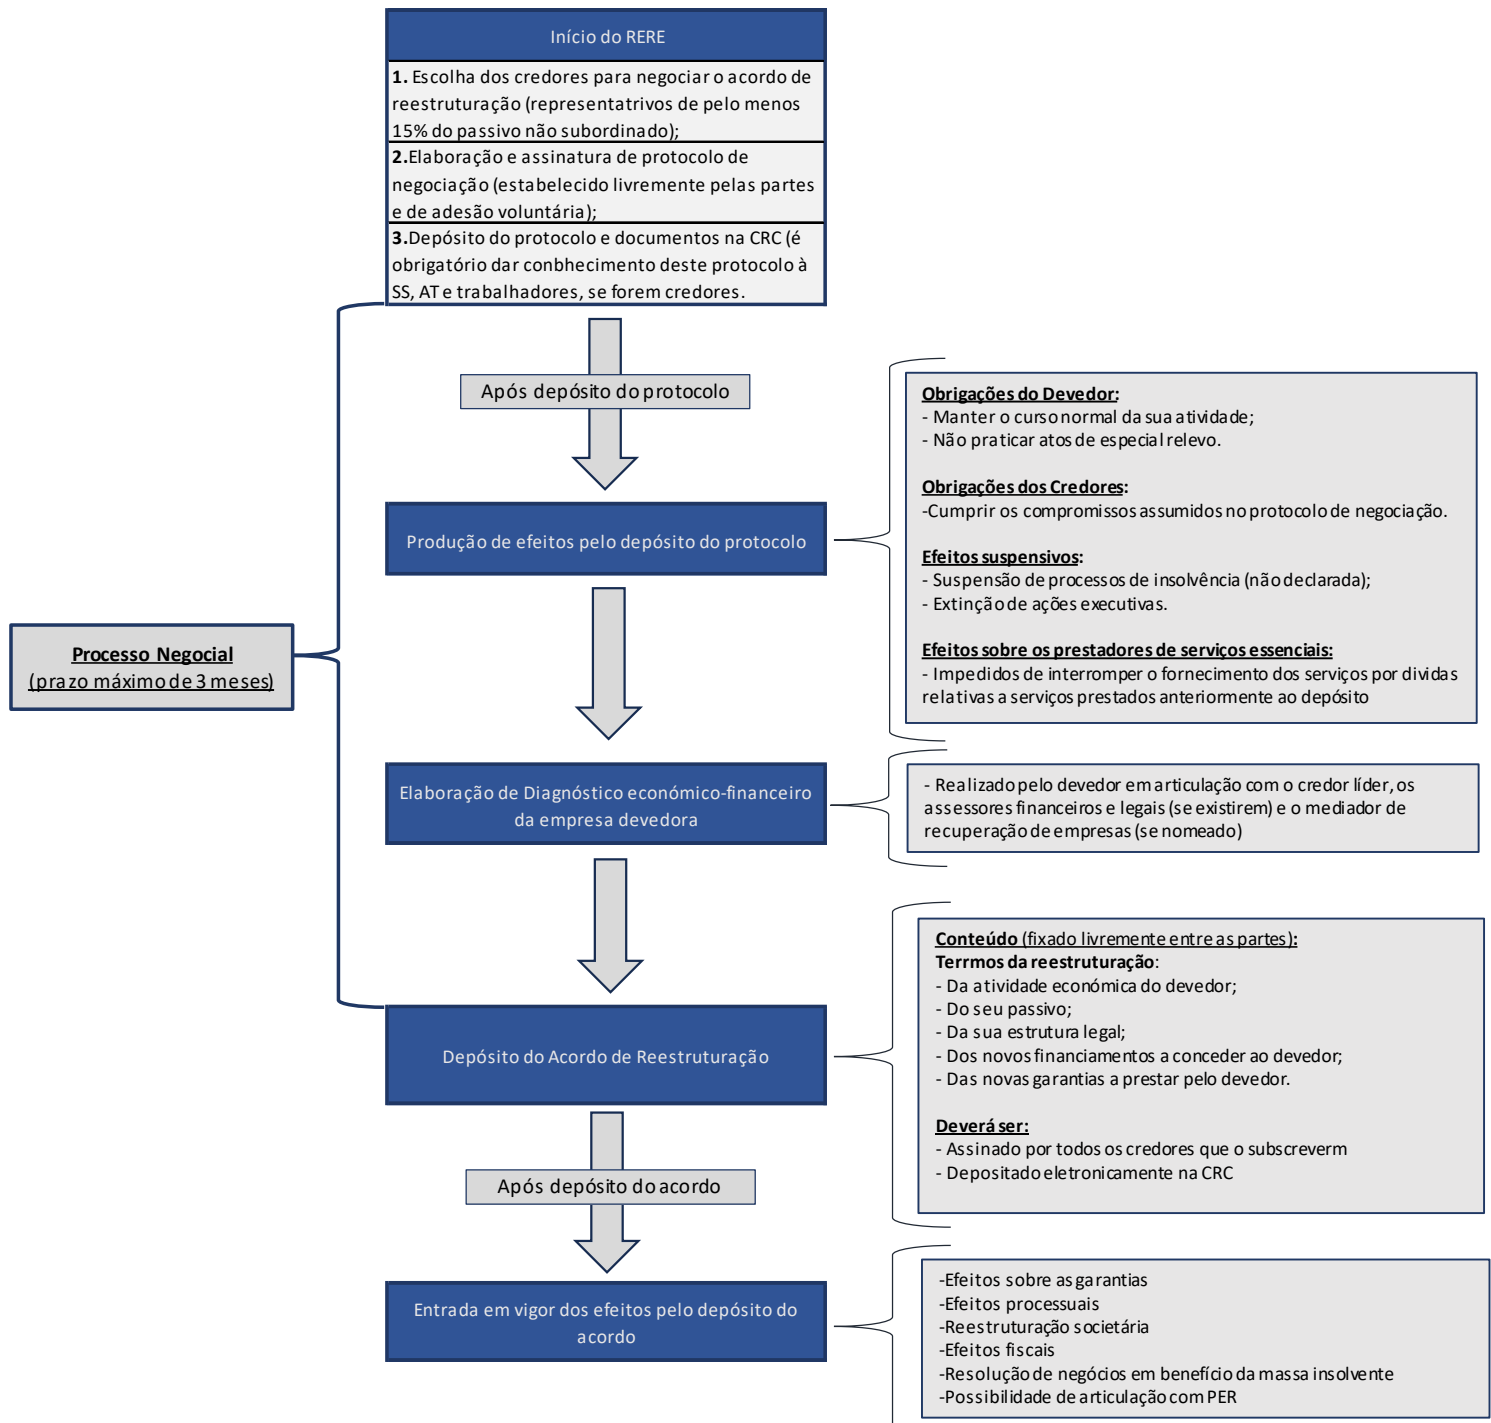 Início do RERE
1. Escolha dos credores para negociar o acordo de
reestruturação (representatrivos de pelo menos
15% do passivo não subordinado);
2.Elaboração e assinatura de protocolo de
negociação (estabelecido livremente pelas partes
e de adesão voluntária);
3.Depósito do protocolo e documentos na CRC (é
obrigatório dar conbhecimento deste protocolo à
SS, AT e trabalhadores, se forem credores.
Após depósito do protocolo
Produção de efeitos pelo depósito do protocolo
Obrigações do Devedor:
- Manter o curso normal da sua atividade;
- Não praticar atos de especial relevo.
Obrigações dos Credores:
-Cumprir os compromissos assumidos no protocolo de negociação.
Efeitos suspensivos:
- Suspensão de processos de insolvência (não declarada);
- Extinção de ações executivas.
Efeitos sobre os prestadores de serviços essenciais:
- Impedidos de interromper o fornecimento dos serviços por dividas
relativas a serviços prestados anteriormente ao depósito
Processo Negocial
(prazo máximo de 3 meses)
Elaboração de Diagnóstico económico-financeiro
da empresa devedora
- Realizado pelo devedor em articulação com o credor líder, os
assessores financeiros e legais (se existirem) e o mediador de
recuperação de empresas (se nomeado)
Depósito do Acordo de Reestruturação
Conteúdo (fixado livremente entre as partes):
Terrmos da reestruturação:
- Da atividade económica do devedor;
- Do seu passivo;
- Da sua estrutura legal;
- Dos novos financiamentos a conceder ao devedor;
- Das novas garantias a prestar pelo devedor.
Deverá ser:
- Assinado por todos os credores que o subscreverm
- Depositado eletronicamente na CRC
Após depósito do acordo
Entrada em vigor dos efeitos pelo depósito do
acordo
-Efeitos sobre as garantias
-Efeitos processuais
-Reestruturação societária
-Efeitos fiscais
-Resolução de negócios em benefício da massa insolvente
-Possibilidade de articulação com PER